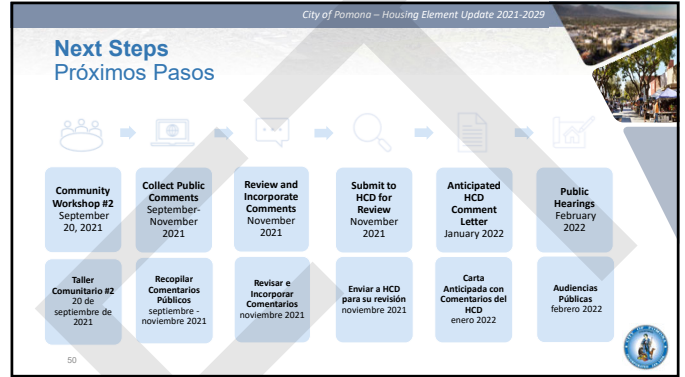 City of Pomona – Housing Element Update 2021-2029
Next Steps
Próximos Pasos
Community
Workshop #2
September
20, 2021
Collect Public
Comments
September-
November
2021
Review and
Incorporate
Comments
November
2021
Submit to
HCD for
Review
November
2021
Anticipated
HCD
Comment
Letter
January 2022
Public
Hearings
February
2022
Taller
Comunitario #2
20 de
septiembre de
2021
Recopilar
Comentarios
Públicos
septiembre -
noviembre 2021
Revisar e
Incorporar
Comentarios
noviembre 2021
Enviar a HCD
para su revisión
noviembre 2021
Carta
Anticipada con
Comentarios del
HCD
enero 2022
Audiencias
Públicas
febrero 2022
50
CITY OF POMONA